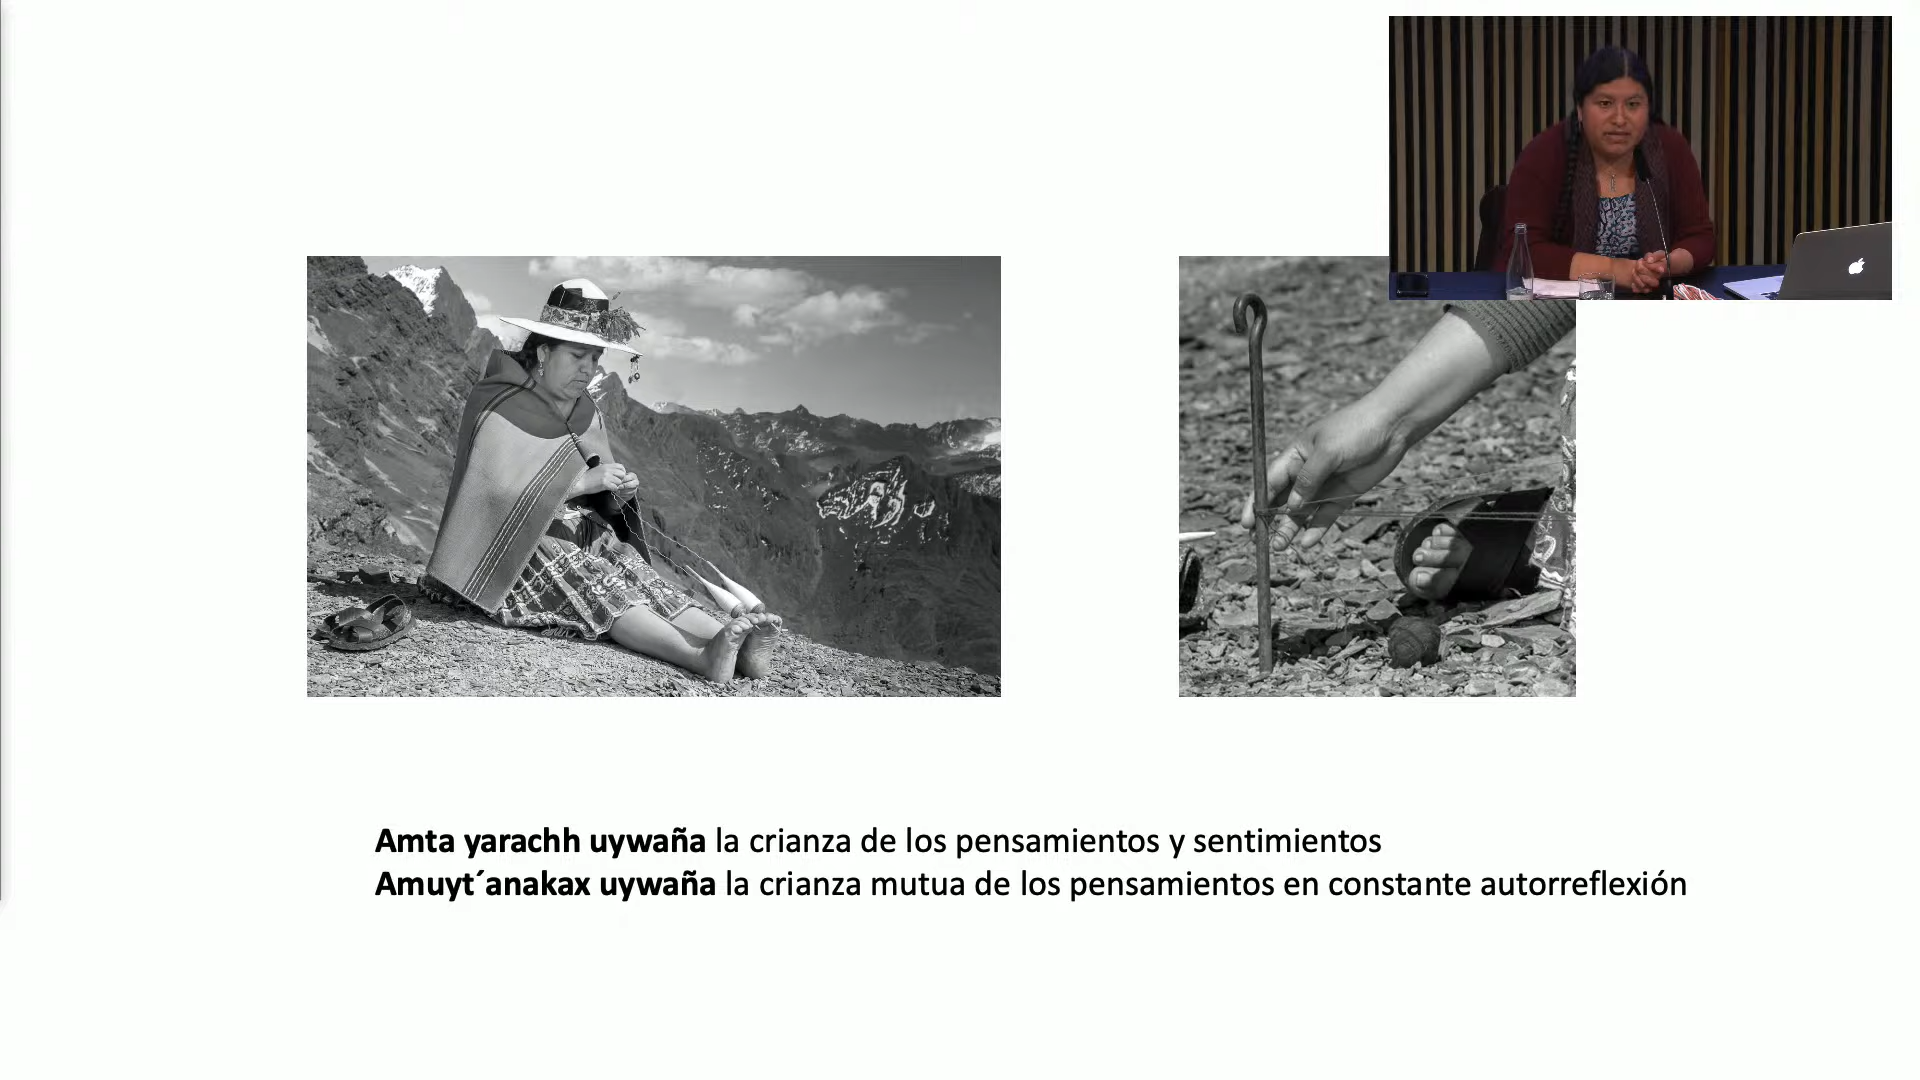 Amta yarachh uywaña la crianza de los pensamientos y sentimientos
Amuyt´anakax uywaña la crianza mutua de los pensamientos en constante autorreflexión